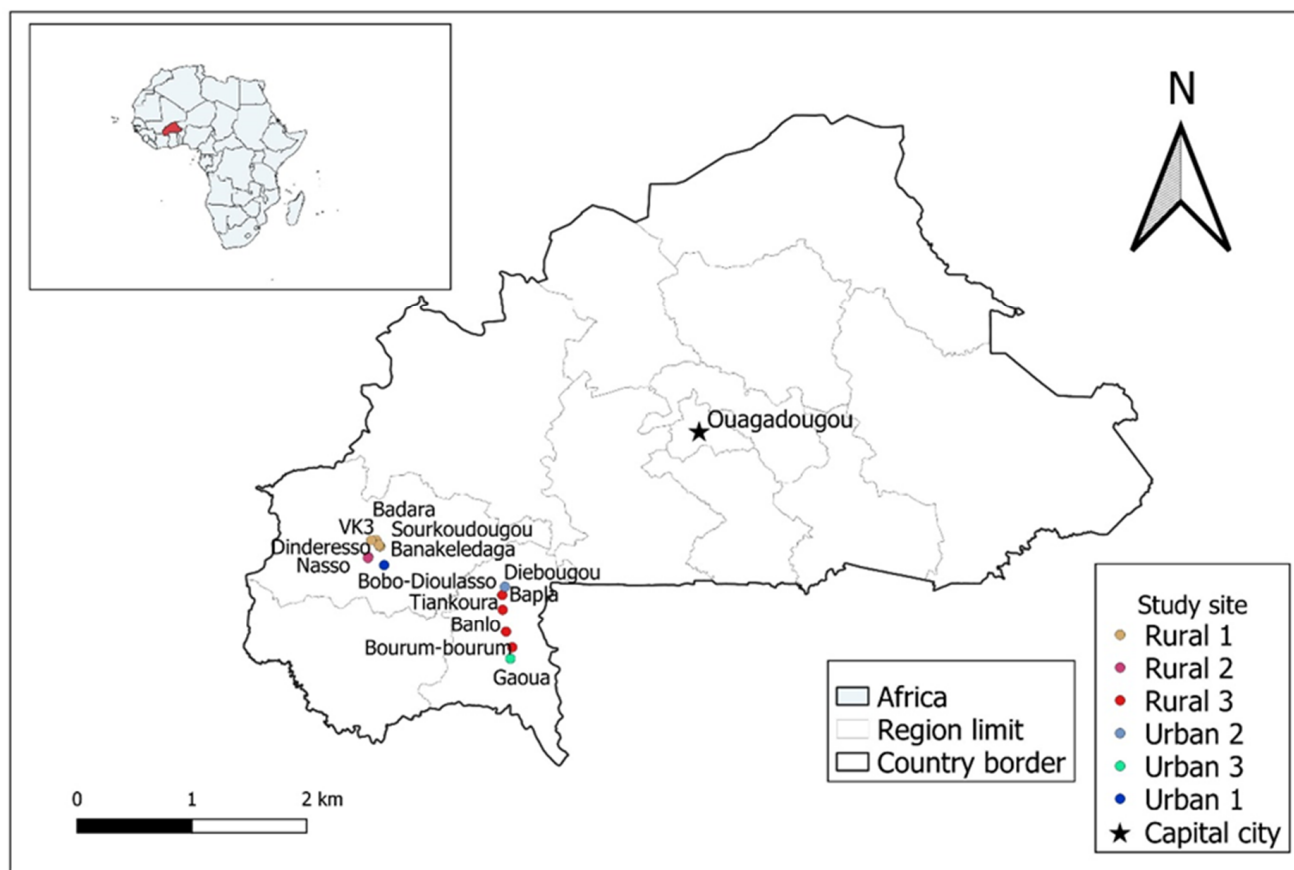 N
Ouagadougou
Badara
VK3
Sourkoudougou
Dinderesso
Banakeledaga
Nasso
Bobo-Dioulasso
Diebougou
Bapla
Tiankoura
Banlo
Bourum-bourum
Gaoua
Study site
Rural 1
Rural 2
Rural 3
Urban 2
Urban 3
Urban 1
Capital city
Africa
Region limit
Country border
0 1 2 km